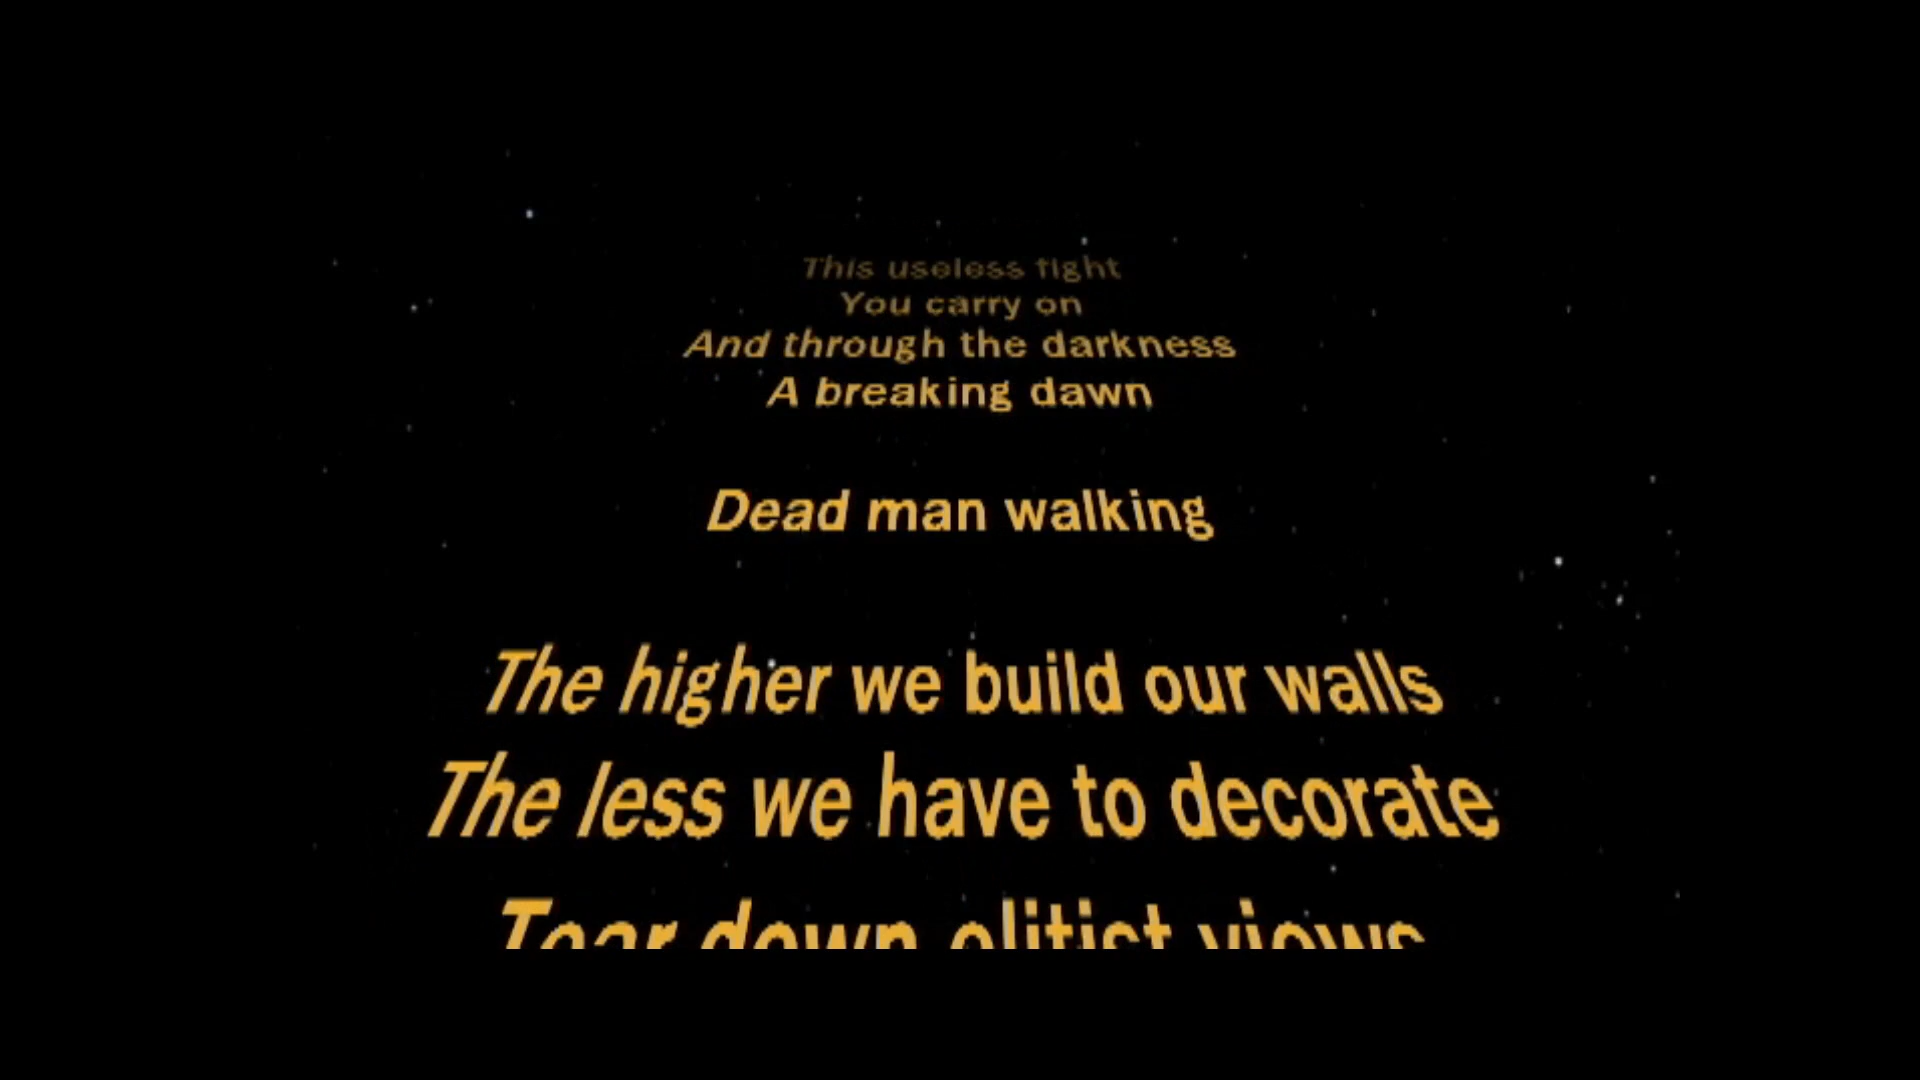 This useless fight
You carry on
And through the darkness
A breaking dawn
Dead man walking
The higher we build our walls
The less we have to decorate
Tear down elitist views